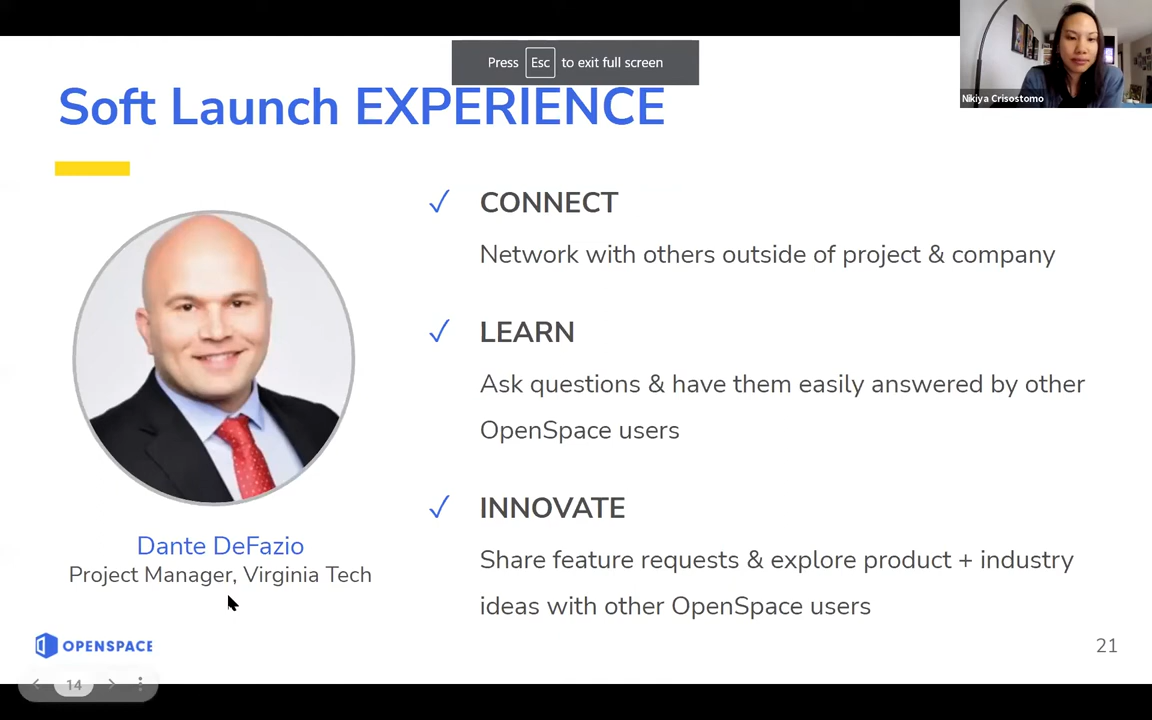 Press Esc to exit full screen
Nikiya Crisostomo
Soft Launch EXPERIENCE
✓ CONNECT
Network with others outside of project & company
✓ LEARN
Ask questions & have them easily answered by other
OpenSpace users
✓ INNOVATE
Share feature requests & explore product + industry
ideas with other OpenSpace users
Dante DeFazio
Project Manager, Virginia Tech
OPENSPACE
21
14